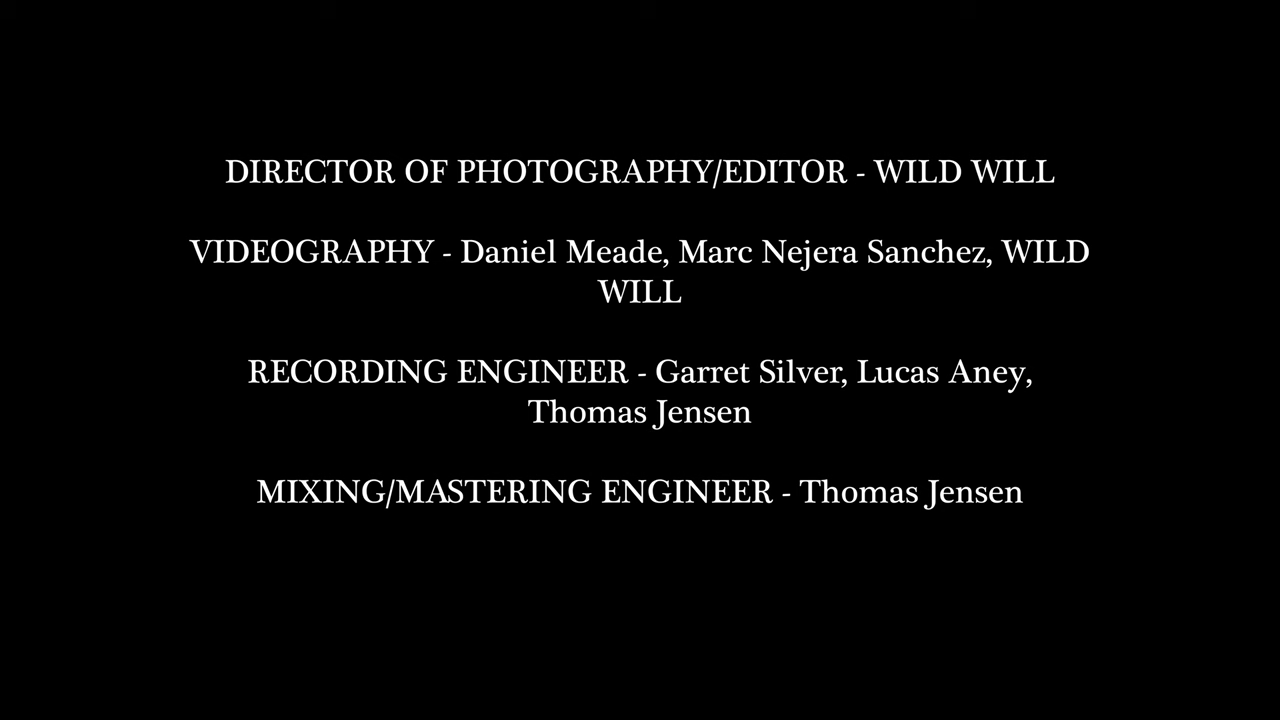 DIRECTOR OF PHOTOGRAPHY/EDITOR - WILD WILL
VIDEOGRAPHY - Daniel Meade, Marc Nejera Sanchez, WILD
WILL
RECORDING ENGINEER - Garret Silver, Lucas Aney,
Thomas Jensen
MIXING/MASTERING ENGINEER - Thomas Jensen